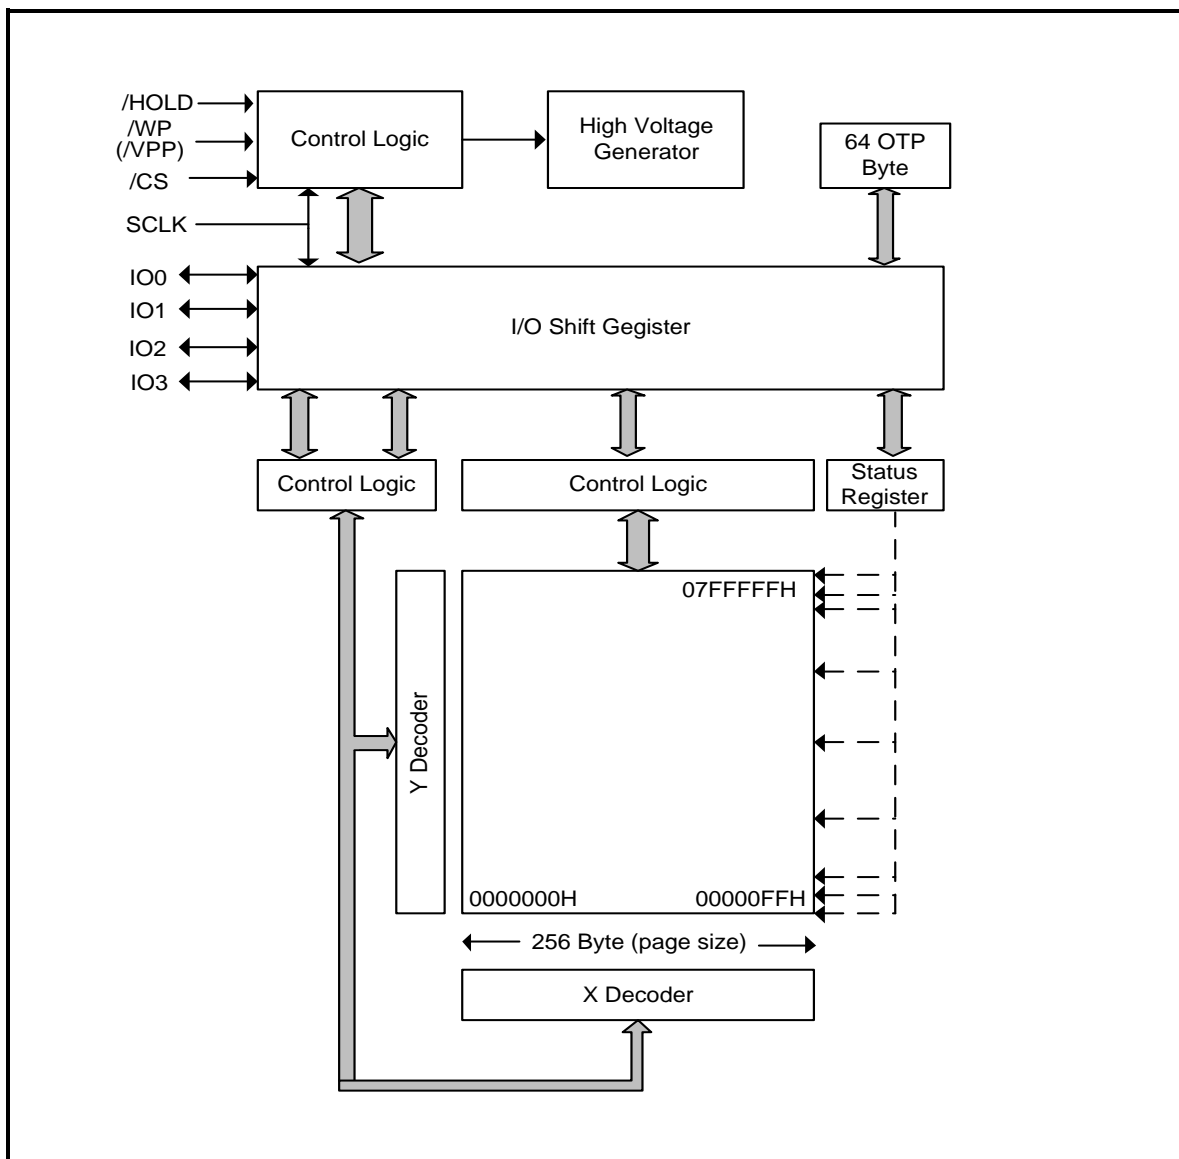 /HOLD
/WP
(/VPP)
/CS
SCLK
Control Logic
High Voltage
Generator
64 OTP
Byte
IO0
IO1
IO2
IO3
I/O Shift Gegister
Control Logic
Control Logic
Status
Register
Y Decoder
07FFFFFH
0000000H
00000FFH
256 Byte (page size)
X Decoder